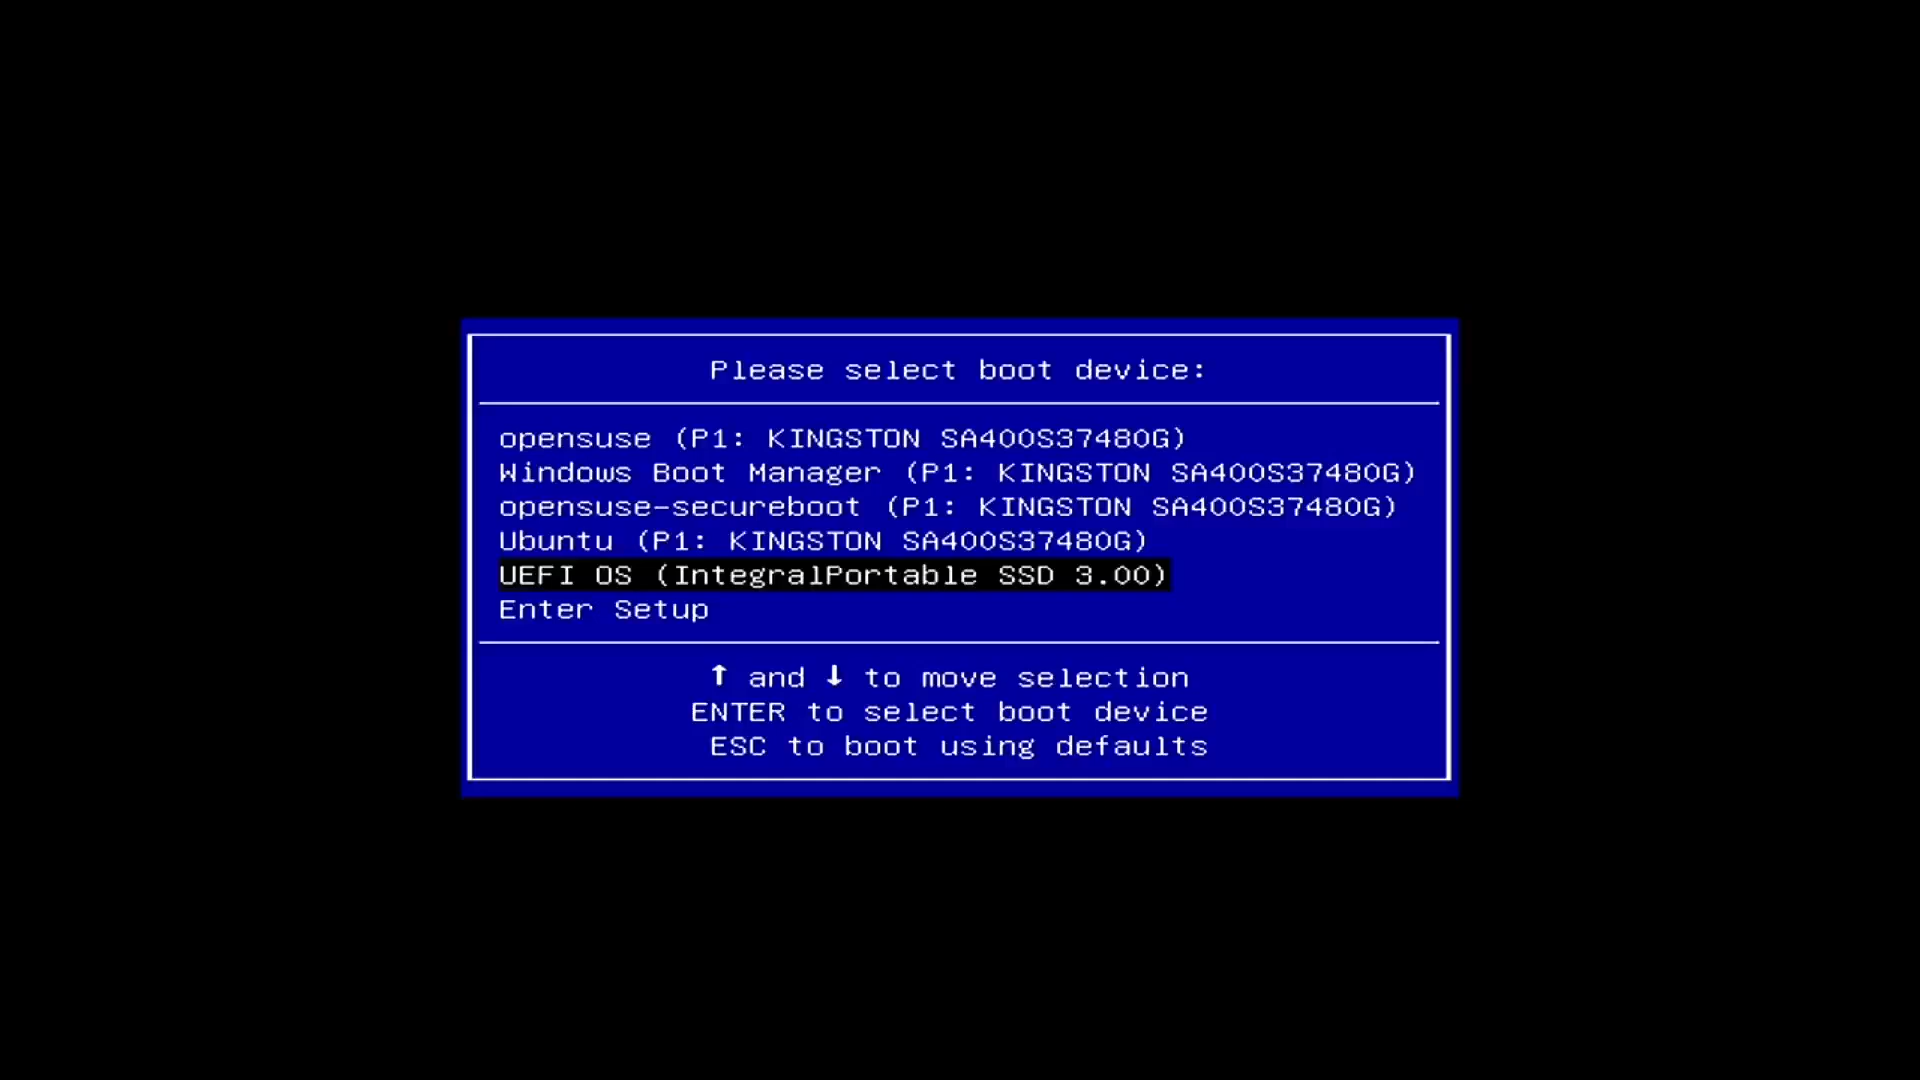 Please select boot device:
opensuse (P1: KINGSTON SA400S37480G)
Windows Boot Manager (P1: KINGSTON SA400S37480G)
opensuse-secureboot (P1: KINGSTON SA400S37480G)
Ubuntu (P1: KINGSTON SA400S37480G)
UEFI OS (IntegralPortable SSD 3.00)
Enter Setup
↑ and ↓ to move selection
ENTER to select boot device
ESC to boot using defaults